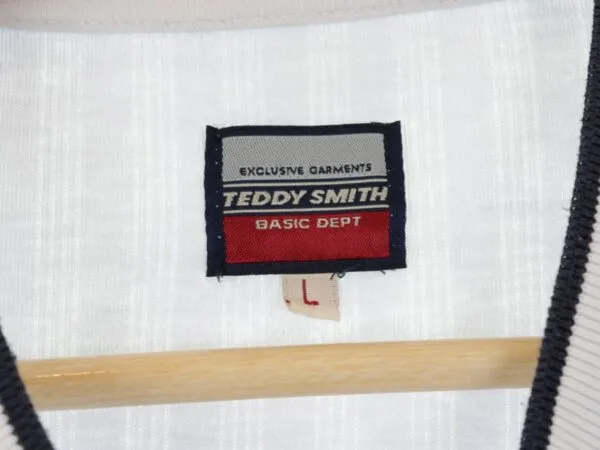 EXCLUSIVE GARMENTS
TEDDY SMITH
BASIC DEPT
L